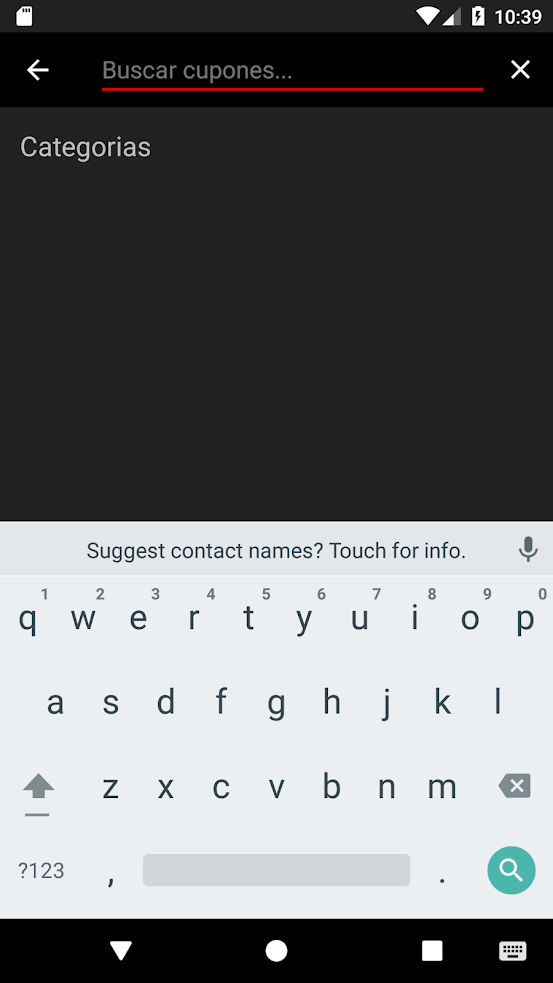 10:39
Buscar cupones...
Categorias
Suggest contact names? Touch for info.
1 2 3 4 5 6 7 8 9 0
q w e r t y u i o p
a s d f g h j k l
z x c v b n m
?123 , .